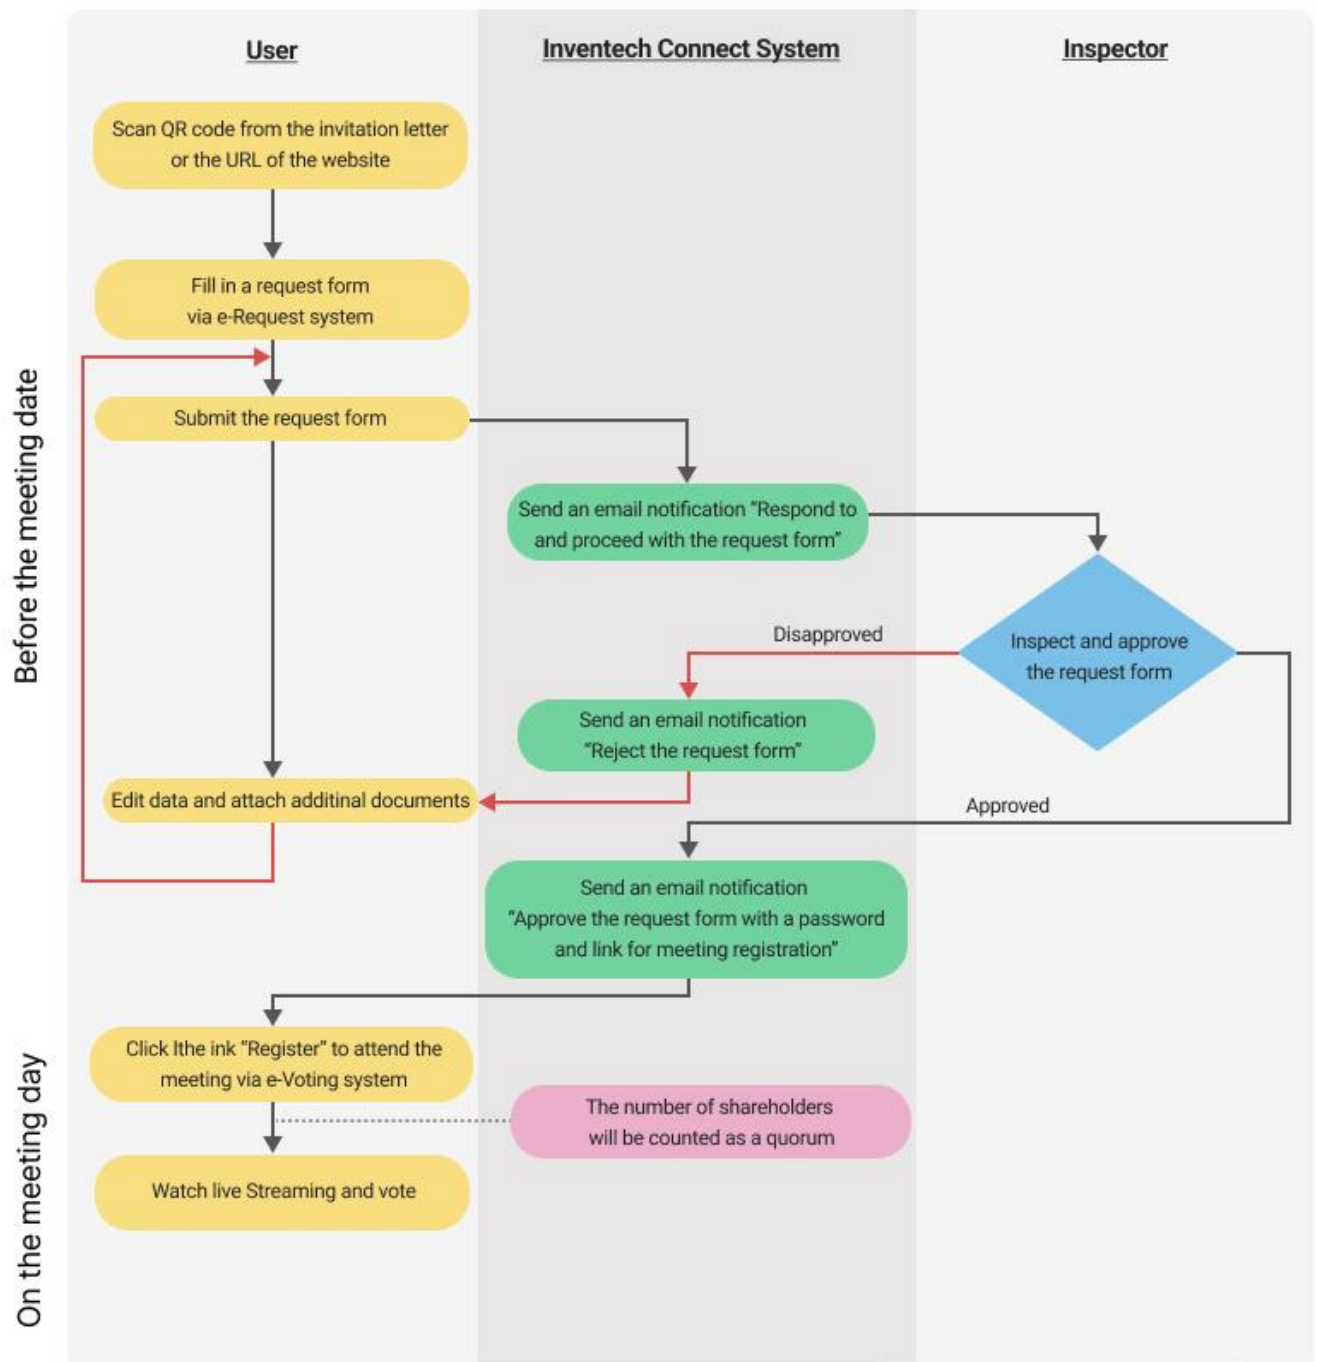 User
Inventech Connect System
Inspector
Scan QR code from the invitation letter
or the URL of the website
Fill in a request form
via e-Request system
Submit the request form
Send an email notification “Respond to
and proceed with the request form”
Inspect and approve
the request form
Disapproved
Send an email notification
“Reject the request form”
Edit data and attach additinal documents
Approved
Send an email notification
“Approve the request form with a password
and link for meeting registration”
Before the meeting date
Click lthe ink “Register” to attend the
meeting via e-Voting system
The number of shareholders
will be counted as a quorum
Watch live Streaming and vote
On the meeting day